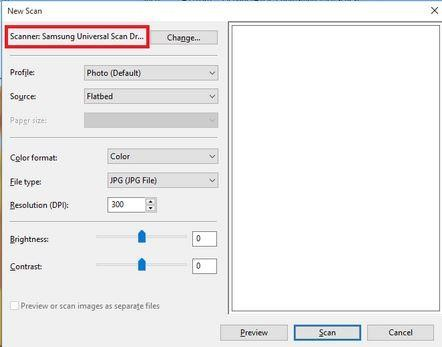 New Scan
Scanner: Samsung Universal Scan Dr... Change...
Profile: Photo (Default)
Source: Flatbed
Paper size:
Color format: Color
File type: JPG (JPG File)
Resolution (DPI): 300
Brightness: 0
Contrast: 0
Preview or scan images as separate files
Preview Scan Cancel